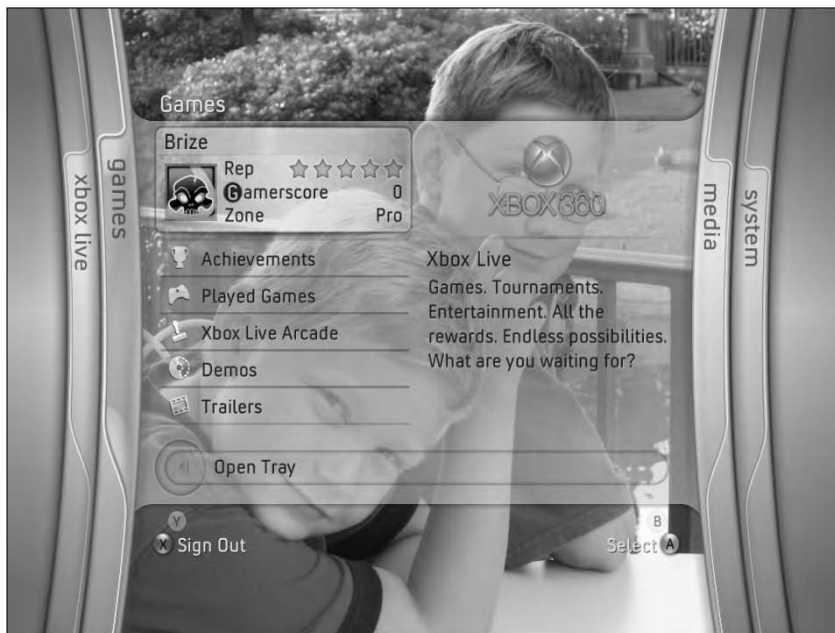 Games
Brize
Rep
Gamerscore 0
Zone Pro
XBOX 360
xbox live
games
media
system
Achievements
Played Games
Xbox Live Arcade
Demos
Trailers
Xbox Live
Games. Tournaments.
Entertainment. All the
rewards. Endless possibilities.
What are you waiting for?
Open Tray
Y
X Sign Out
B
Select A